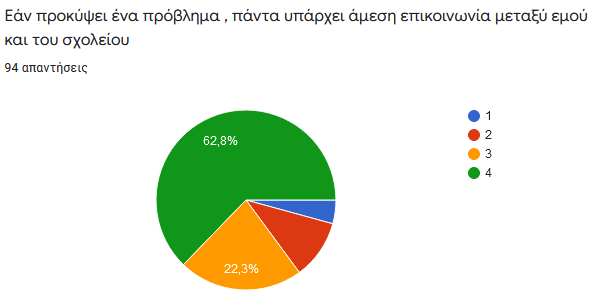 Εάν προκύψει ένα πρόβλημα , πάντα υπάρχει άμεση επικοινωνία μεταξύ εμού
και του σχολείου
94 απαντήσεις
1
2
3
4
62,8%
22,3%